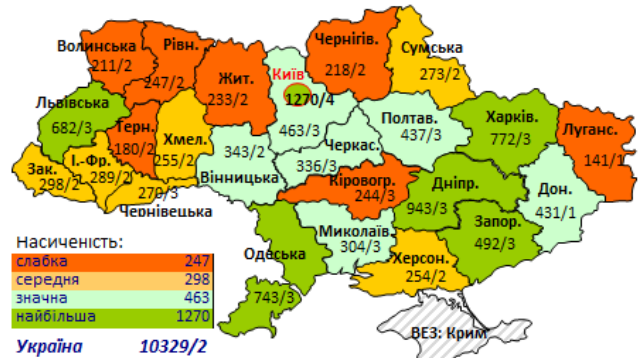 Волинська
211/2
Рівн.
247/2
Жит.
233/2
Київ
1270/4
463/3
Чернігів.
218/2
Сумська
273/2
Львівська
682/3
Терн.
180/2
Хмел.
255/2
Зак.
298/2
І.-Фр.
289/2
270/3
Чернівецька
343/2
Вінницька
Черкас.
336/3
Полтав.
437/3
Харків.
772/3
Луганс.
141/1
Кіровогр.
244/3
Дніпр.
943/3
Дон.
431/1
Запор.
492/3
Миколаїв.
304/3
Одеська
743/3
Херсон.
254/2
ВЕЗ: Крим
Насиченість:
слабка 247
середня 298
значна 463
найбільша 1270
Україна 10329/2